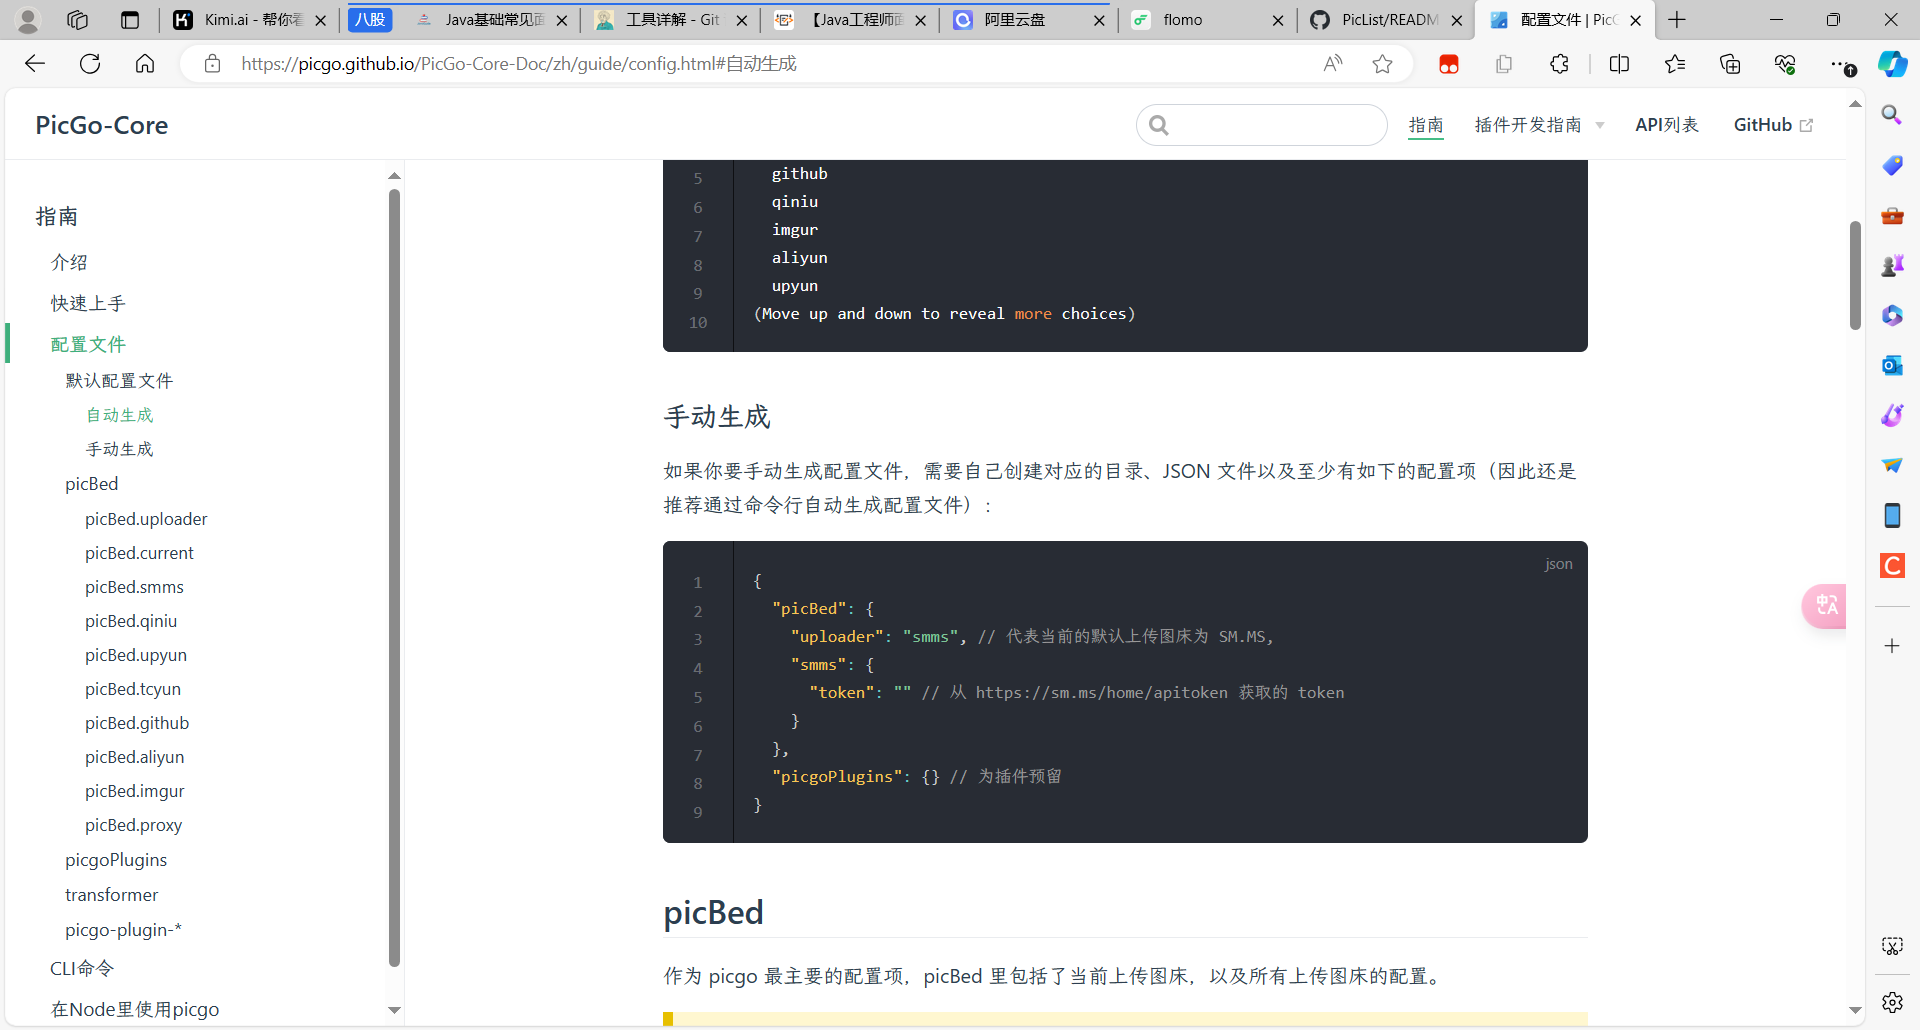 Kimi.ai - 帮你看
八股
Java基础常见面
工具详解 - Git
【Java工程师面
阿里云盘
flomo
PicList/READM
配置文件 | PicG
https://picgo.github.io/PicGo-Core-Doc/zh/guide/config.html#自动生成
PicGo-Core
指南
插件开发指南
API列表
GitHub
指南
介绍
快速上手
配置文件
默认配置文件
自动生成
手动生成
picBed
picBed.uploader
picBed.current
picBed.smms
picBed.qiniu
picBed.upyun
picBed.tcyun
picBed.github
picBed.aliyun
picBed.imgur
picBed.proxy
picgoPlugins
transformer
picgo-plugin-*
CLI命令
在Node里使用picgo
5 github
6 qiniu
7 imgur
8 aliyun
9 upyun
10 (Move up and down to reveal more choices)
手动生成
如果你要手动生成配置文件，需要自己创建对应的目录、JSON 文件以及至少有如下的配置项（因此还是
推荐通过命令行自动生成配置文件）：
json
1 {
2 "picBed": {
3 "uploader": "smms", // 代表当前的默认上传图床为 SM.MS,
4 "smms": {
5 "token": "" // 从 https://sm.ms/home/apitoken 获取的 token
6 }
7 },
8 "picgoPlugins": {} // 为插件预留
9 }
picBed
作为 picgo 最主要的配置项，picBed 里包括了当前上传图床，以及所有上传图床的配置。